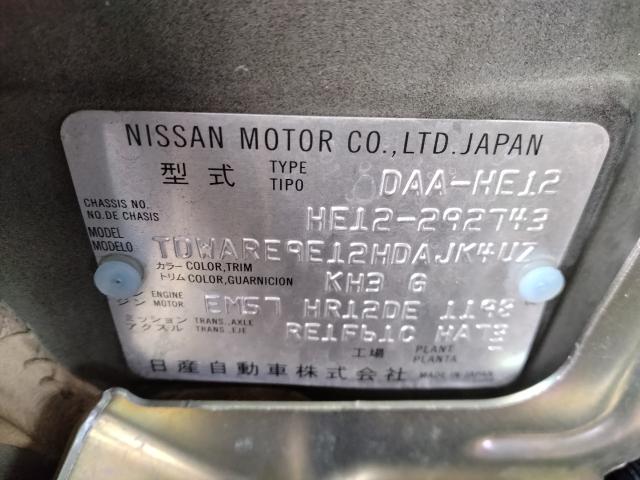 NISSAN MOTOR CO.,LTD.JAPAN
型式 TYPE TIPO DAA-HE12
CHASSIS NO. NO.DE CHASIS HE12-292743
MODEL MODELO TDWARE9E12HDAJK4UZ
カラー COLOR,TRIM
トリム COLOR,GUARNICION KH3 G
ENGINE MOTOR EM57 HR12DE 1198
ミッション TRANS.,AXLE
アクスル TRANS.,EJE RE1F61C HA73
工場 PLANT PLANTA
日産自動車株式会社 MADE IN JAPAN